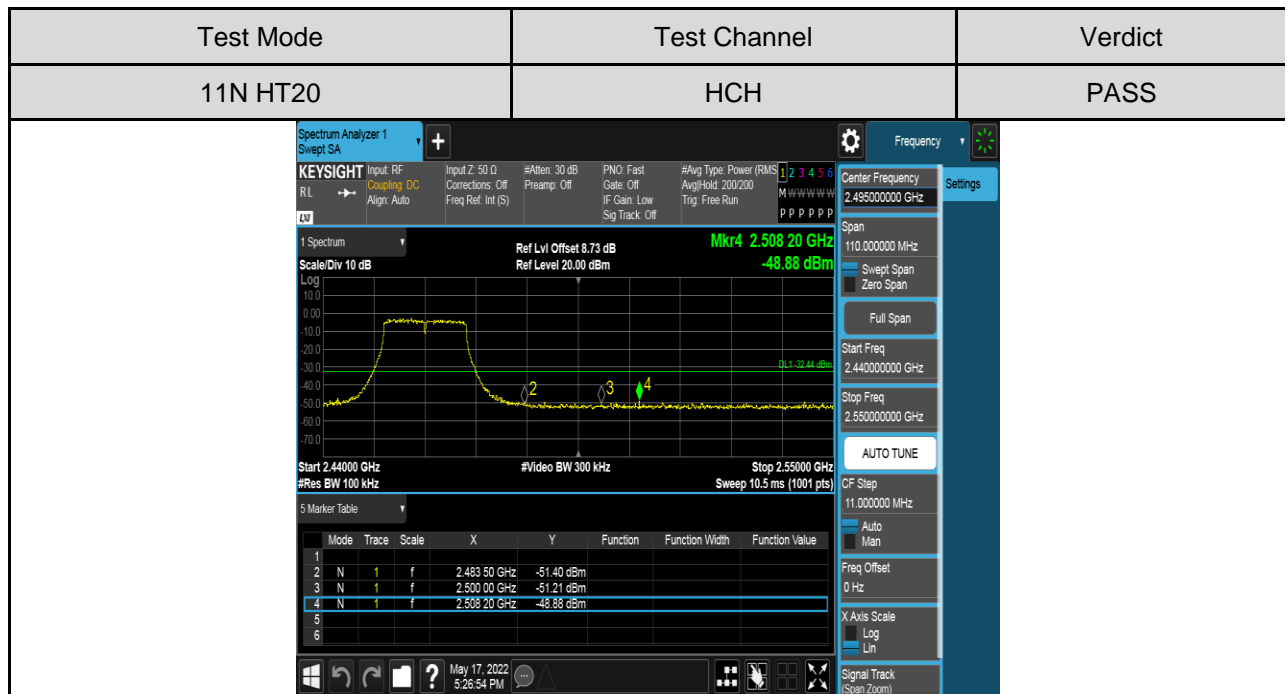 Test Mode Test Channel Verdict
11N HT20 HCH PASS
Spectrum Analyzer 1
Swept SA
+
Frequency
KEYSIGHT Input: RF Input Z: 50 Ω #Atten: 30 dB PNO: Fast #Avg Type: Power (RMS 1 2 3 4 5 6
RL Coupling: DC Corrections: Off Preamp: Off Gate: Off Avg|Hold: 200/200 M W W W W W
Align: Auto Freq Ref: Int (S) IF Gain: Low Trig: Free Run
LXI Sig Track: Off P P P P P P
1 Spectrum
Ref Lvl Offset 8.73 dB Mkr4 2.508 20 GHz
Scale/Div 10 dB Ref Level 20.00 dBm -48.88 dBm
Log
10.0
0.00
-10.0
-20.0
-30.0
DL1 -32.44 dBm
-40.0
2 3 4
-50.0
-60.0
-70.0
Start 2.44000 GHz #Video BW 300 kHz Stop 2.55000 GHz
#Res BW 100 kHz Sweep 10.5 ms (1001 pts)
5 Marker Table
Mode Trace Scale X Y Function Function Width Function Value
1
2 N 1 f 2.483 50 GHz -51.40 dBm
3 N 1 f 2.500 00 GHz -51.21 dBm
4 N 1 f 2.508 20 GHz -48.88 dBm
5
6
? May 17, 2022
5:26:54 PM
Center Frequency
2.495000000 GHz
Settings
Span
110.000000 MHz
Swept Span
Zero Span
Full Span
Start Freq
2.440000000 GHz
Stop Freq
2.550000000 GHz
AUTO TUNE
CF Step
11.000000 MHz
Auto
Man
Freq Offset
0 Hz
X Axis Scale
Log
Lin
Signal Track
(Span Zoom)